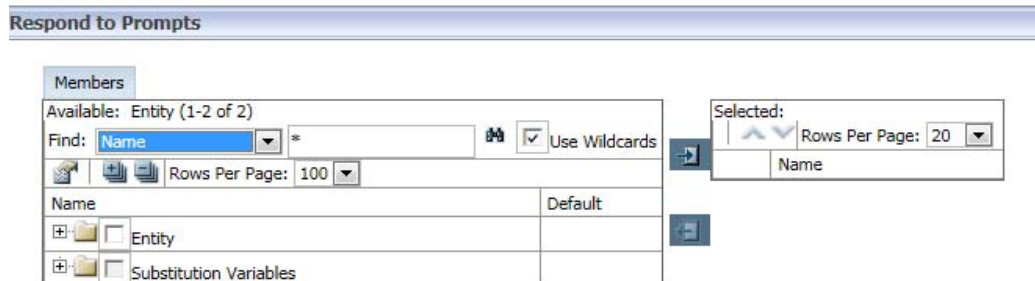 Respond to Prompts
Members
Available: Entity (1-2 of 2)
Find: Name * Use Wildcards
Rows Per Page: 100
Name Default
Entity
Substitution Variables
Selected:
Rows Per Page: 20
Name